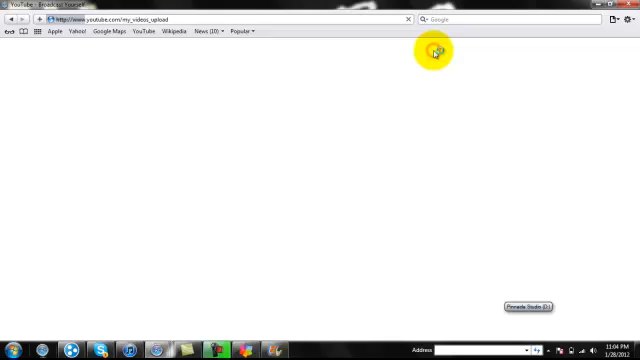 YouTube - Broadcast Yourself
http://www.youtube.com/my_videos_upload
Google
Apple Yahoo! Google Maps YouTube Wikipedia News (10) Popular
Pinnacle Studio (D:)
Address
11:04 PM
1/28/2012